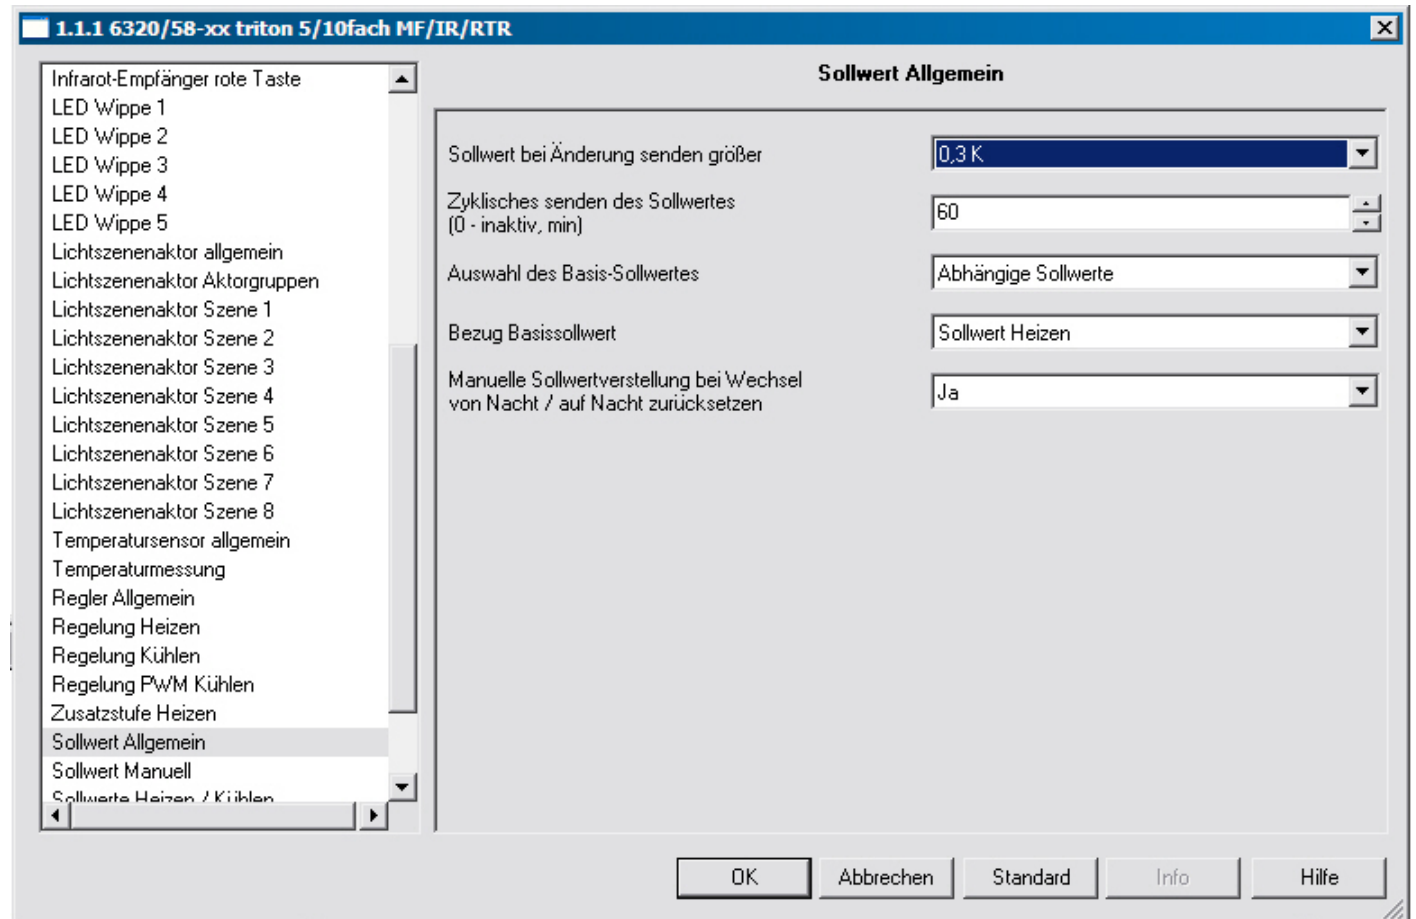 1.1.1 6320/58-xx triton 5/10fach MF/IR/RTR
Infrarot-Empfänger rote Taste
LED Wippe 1
LED Wippe 2
LED Wippe 3
LED Wippe 4
LED Wippe 5
Lichtszenenaktor allgemein
Lichtszenenaktor Aktorgruppen
Lichtszenenaktor Szene 1
Lichtszenenaktor Szene 2
Lichtszenenaktor Szene 3
Lichtszenenaktor Szene 4
Lichtszenenaktor Szene 5
Lichtszenenaktor Szene 6
Lichtszenenaktor Szene 7
Lichtszenenaktor Szene 8
Temperatursensor allgemein
Temperaturmessung
Regler Allgemein
Regelung Heizen
Regelung Kühlen
Regelung PWM Kühlen
Zusatzstufe Heizen
Sollwert Allgemein
Sollwert Manuell
Sollwerte Heizen / Kühlen
Sollwert Allgemein
Sollwert bei Änderung senden größer
0,3 K
Zyklisches senden des Sollwertes
(0 - inaktiv, min)
60
Auswahl des Basis-Sollwertes
Abhängige Sollwerte
Bezug Basissollwert
Sollwert Heizen
Manuelle Sollwertverstellung bei Wechsel
von Nacht / auf Nacht zurücksetzen
Ja
OK
Abbrechen
Standard
Info
Hilfe